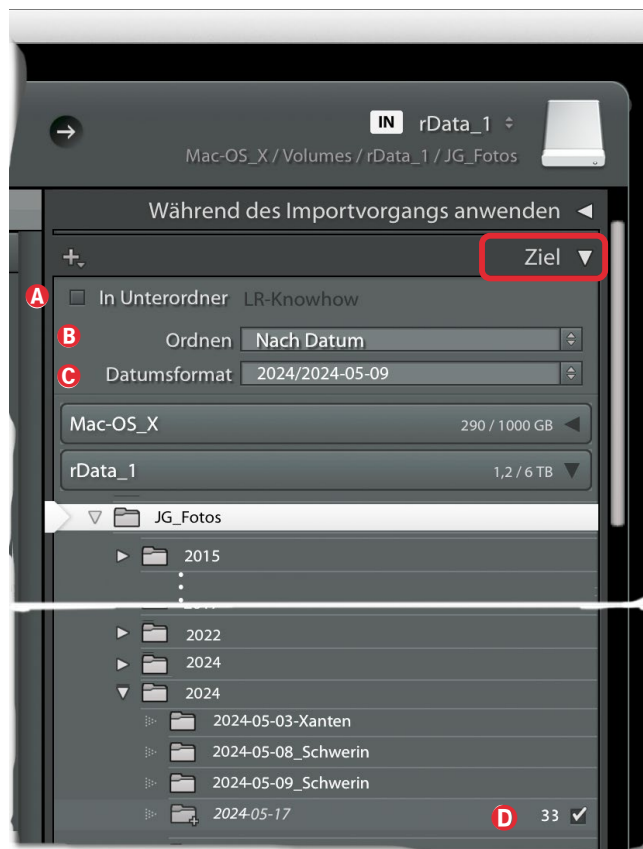 IN rData_1
Mac-OS_X / Volumes / rData_1 / JG_Fotos
Während des Importvorgangs anwenden
Ziel
A In Unterordner LR-Knowhow
B Ordnen Nach Datum
C Datumsformat 2024/2024-05-09
Mac-OS_X 290 / 1000 GB
rData_1 1,2 / 6 TB
JG_Fotos
2015
2022
2024
2024
2024-05-03-Xanten
2024-05-08_Schwerin
2024-05-09_Schwerin
2024-05-17 D 33